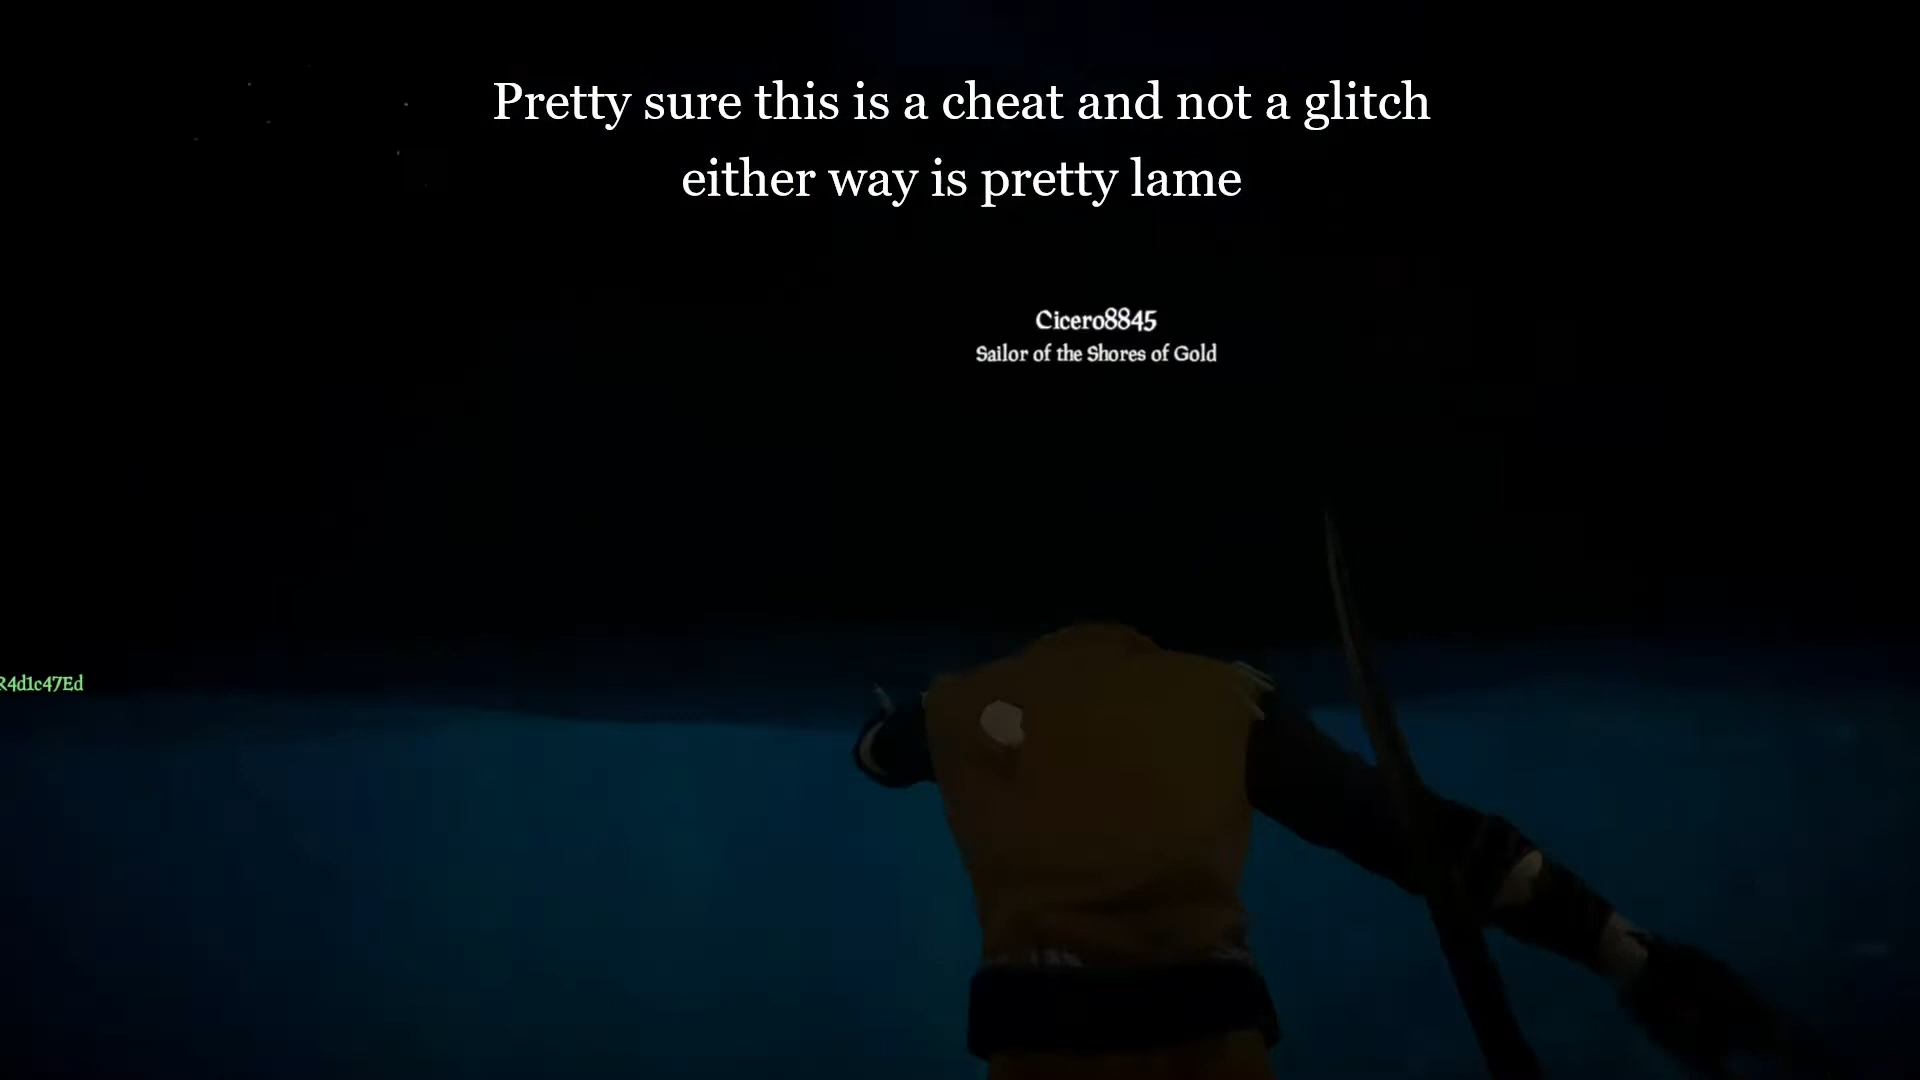 Pretty sure this is a cheat and not a glitch
either way is pretty lame
Cicero8845
Sailor of the Shores of Gold
R4d1c47Ed